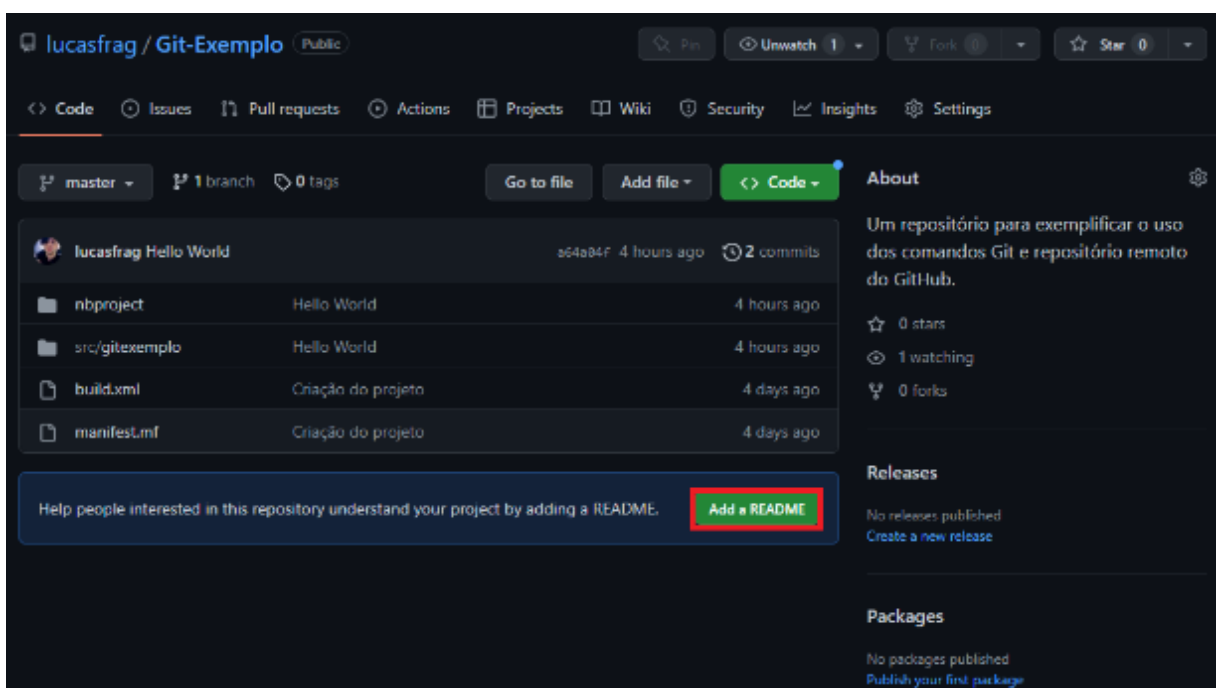 lucasfrag / Git-Exemplo Public
Pin Unwatch 1 Fork 0 Star 0
Code Issues Pull requests Actions Projects Wiki Security Insights Settings
master 1 branch 0 tags Go to file Add file Code
lucasfrag Hello World a64a04f 4 hours ago 2 commits
nbproject Hello World 4 hours ago
src/gitexemplo Hello World 4 hours ago
build.xml Criação do projeto 4 days ago
manifest.mf Criação do projeto 4 days ago
Help people interested in this repository understand your project by adding a README. Add a README
About
Um repositório para exemplificar o uso
dos comandos Git e repositório remoto
do GitHub.
0 stars
1 watching
0 forks
Releases
No releases published
Create a new release
Packages
No packages published
Publish your first package